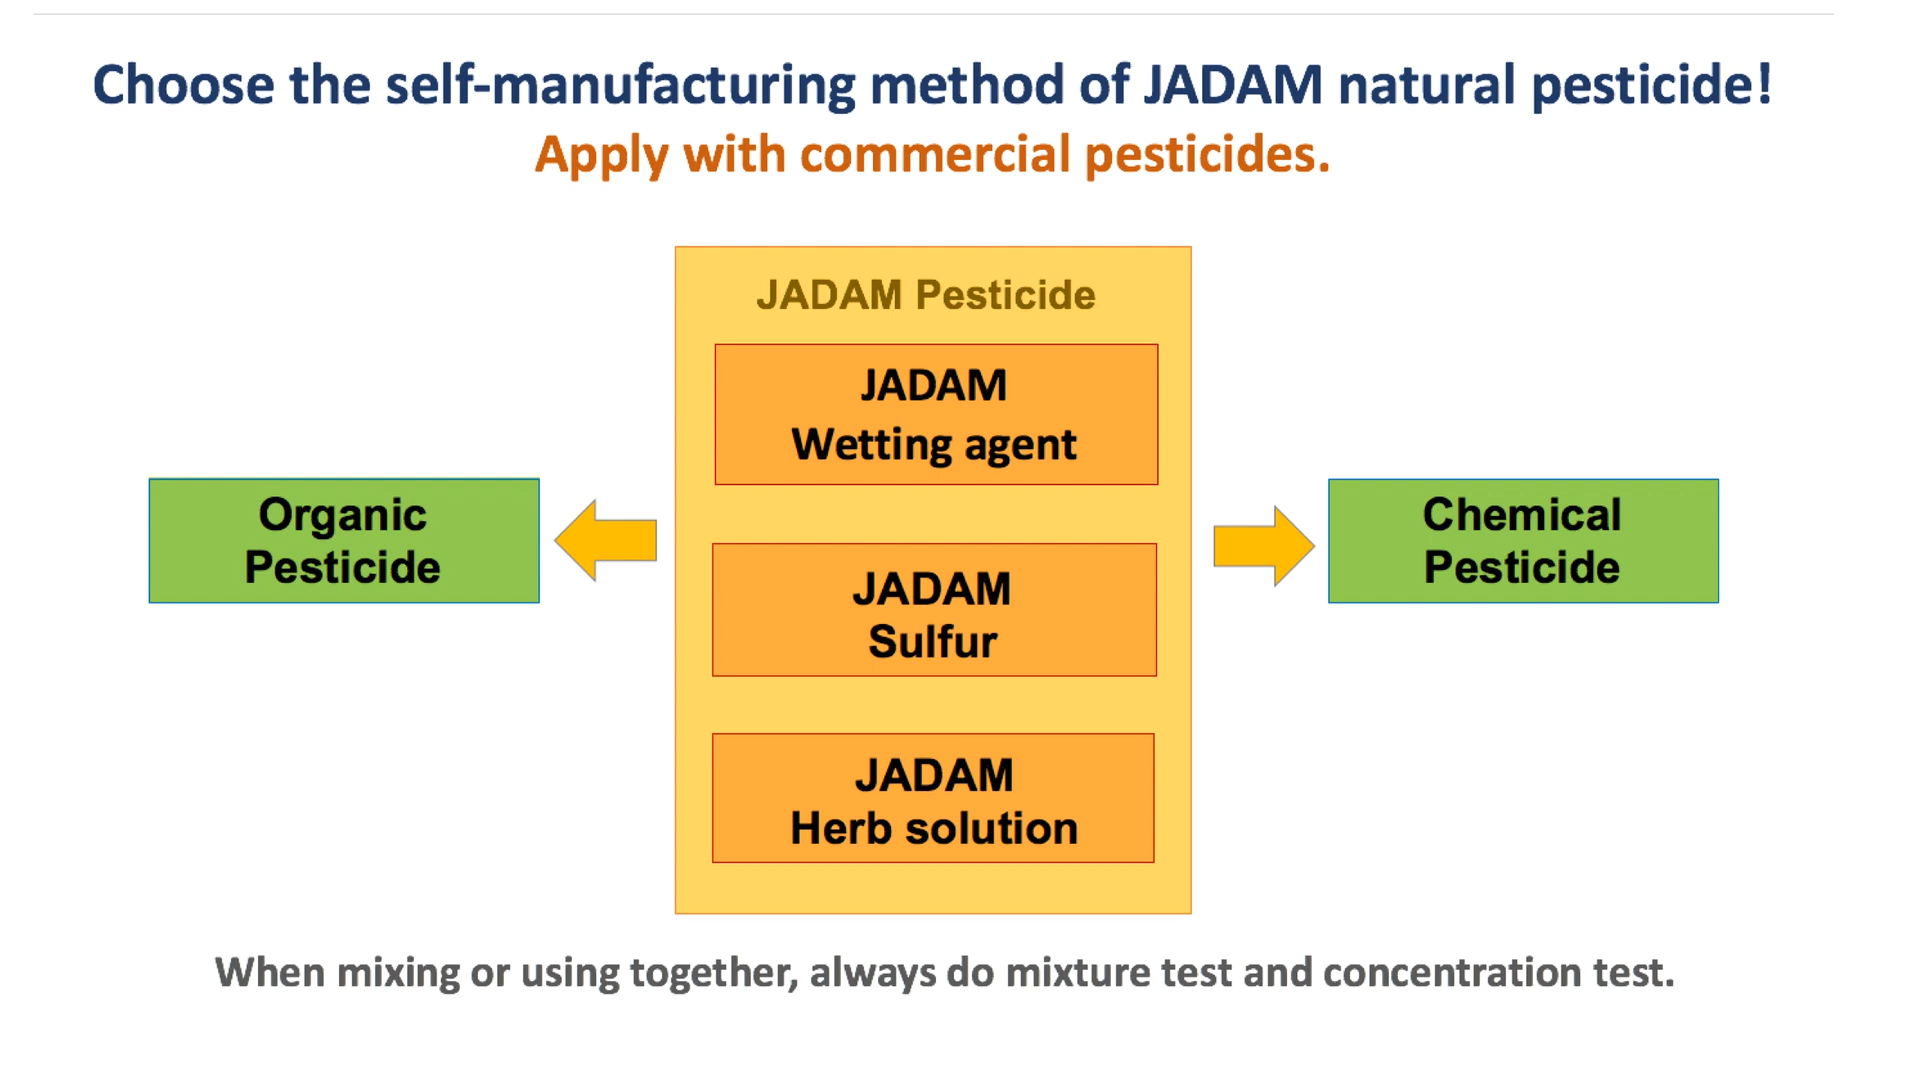 Choose the self-manufacturing method of JADAM natural pesticide!
Apply with commercial pesticides.
JADAM Pesticide
JADAM
Wetting agent
Organic
Pesticide
Chemical
Pesticide
JADAM
Sulfur
JADAM
Herb solution
When mixing or using together, always do mixture test and concentration test.